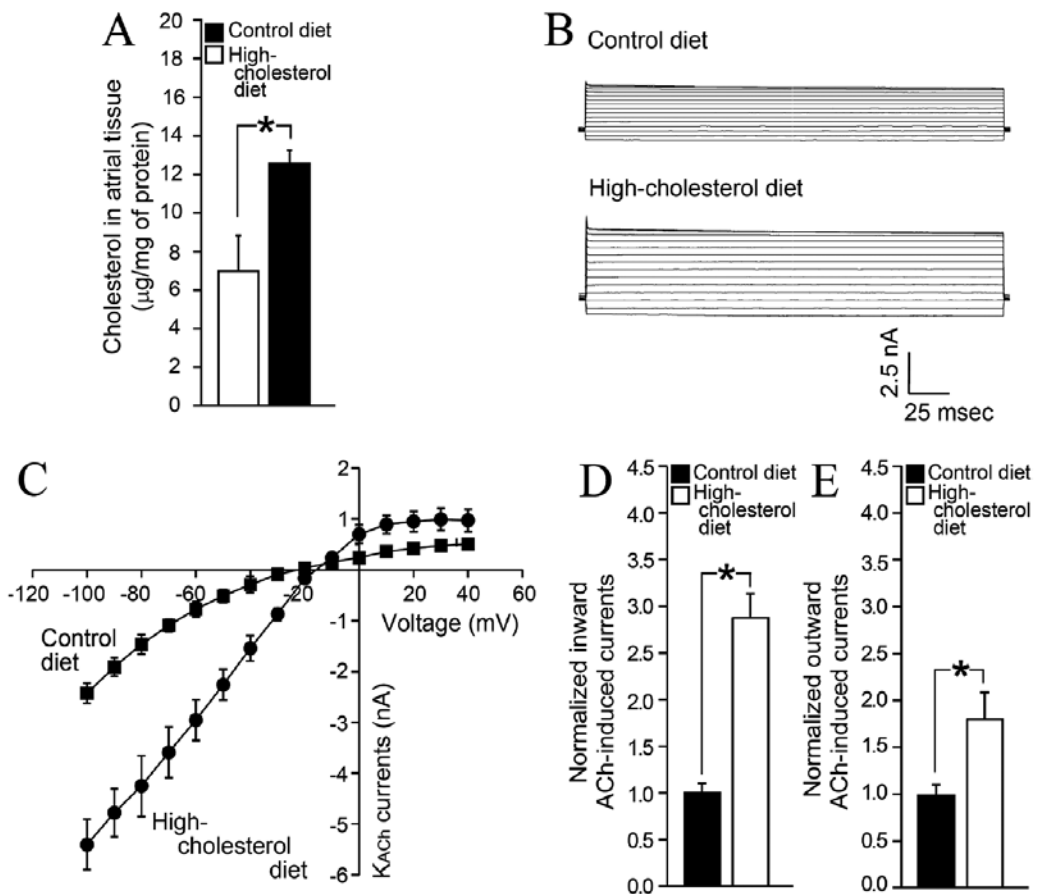 A
20
18
16
14
12
10
8
6
4
2
0
Cholesterol in atrial tissue
(µg/mg of protein)
Control diet
High-
cholesterol
diet
*
B
Control diet
High-cholesterol diet
2.5 nA
25 msec
C
2
1
-1
-2
-3
-4
-5
-6
-120 -100 -80 -60 -40 -20 0 20 40 60
Voltage (mV)
KACh currents (nA)
Control
diet
High-
cholesterol
diet
D
4.5
4.0
3.5
3.0
2.5
2.0
1.5
1.0
0.5
0.0
Normalized inward
ACh-induced currents
Control diet
High-
cholesterol
diet
*
E
4.5
4.0
3.5
3.0
2.5
2.0
1.5
1.0
0.5
0.0
Normalized outward
ACh-induced currents
Control diet
High-
cholesterol
diet
*